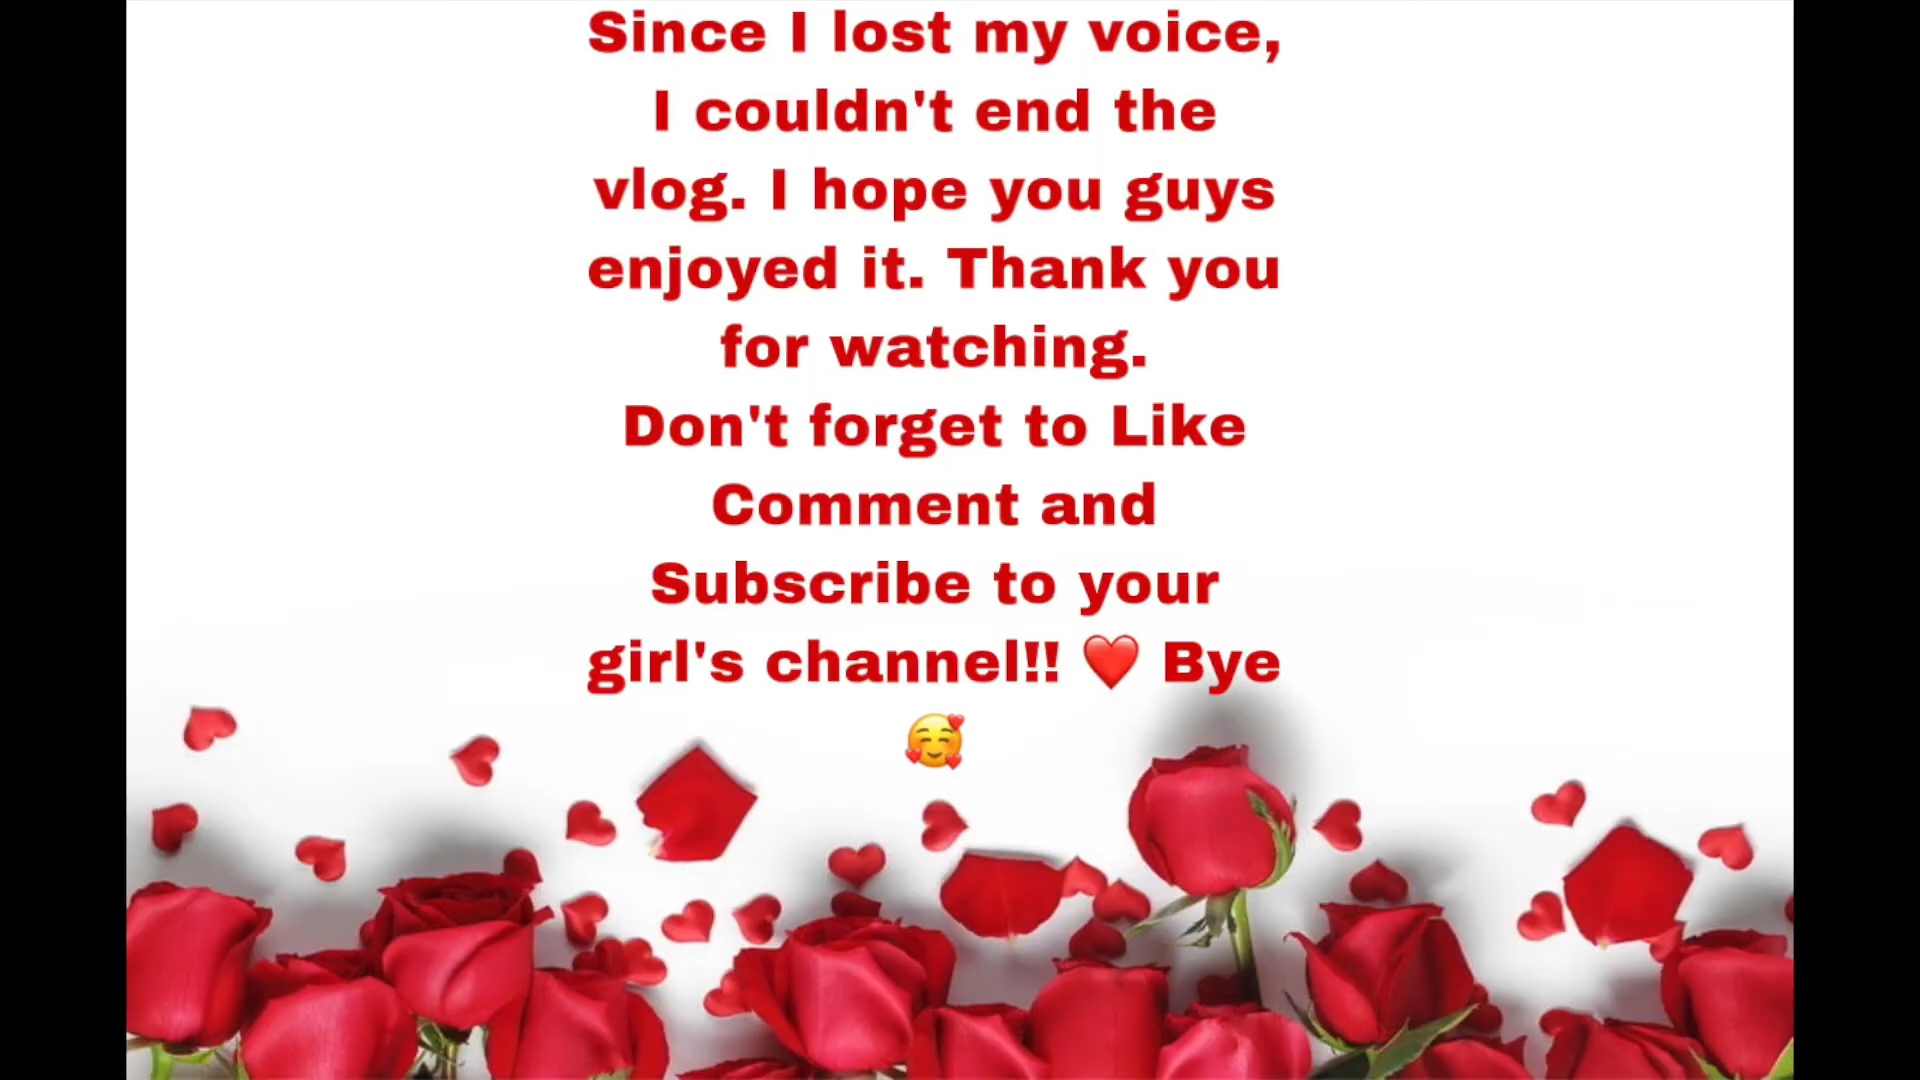 Since I lost my voice,
I couldn't end the
vlog. I hope you guys
enjoyed it. Thank you
for watching.
Don't forget to Like
Comment and
Subscribe to your
girl's channel!! ❤️ Bye
🥰